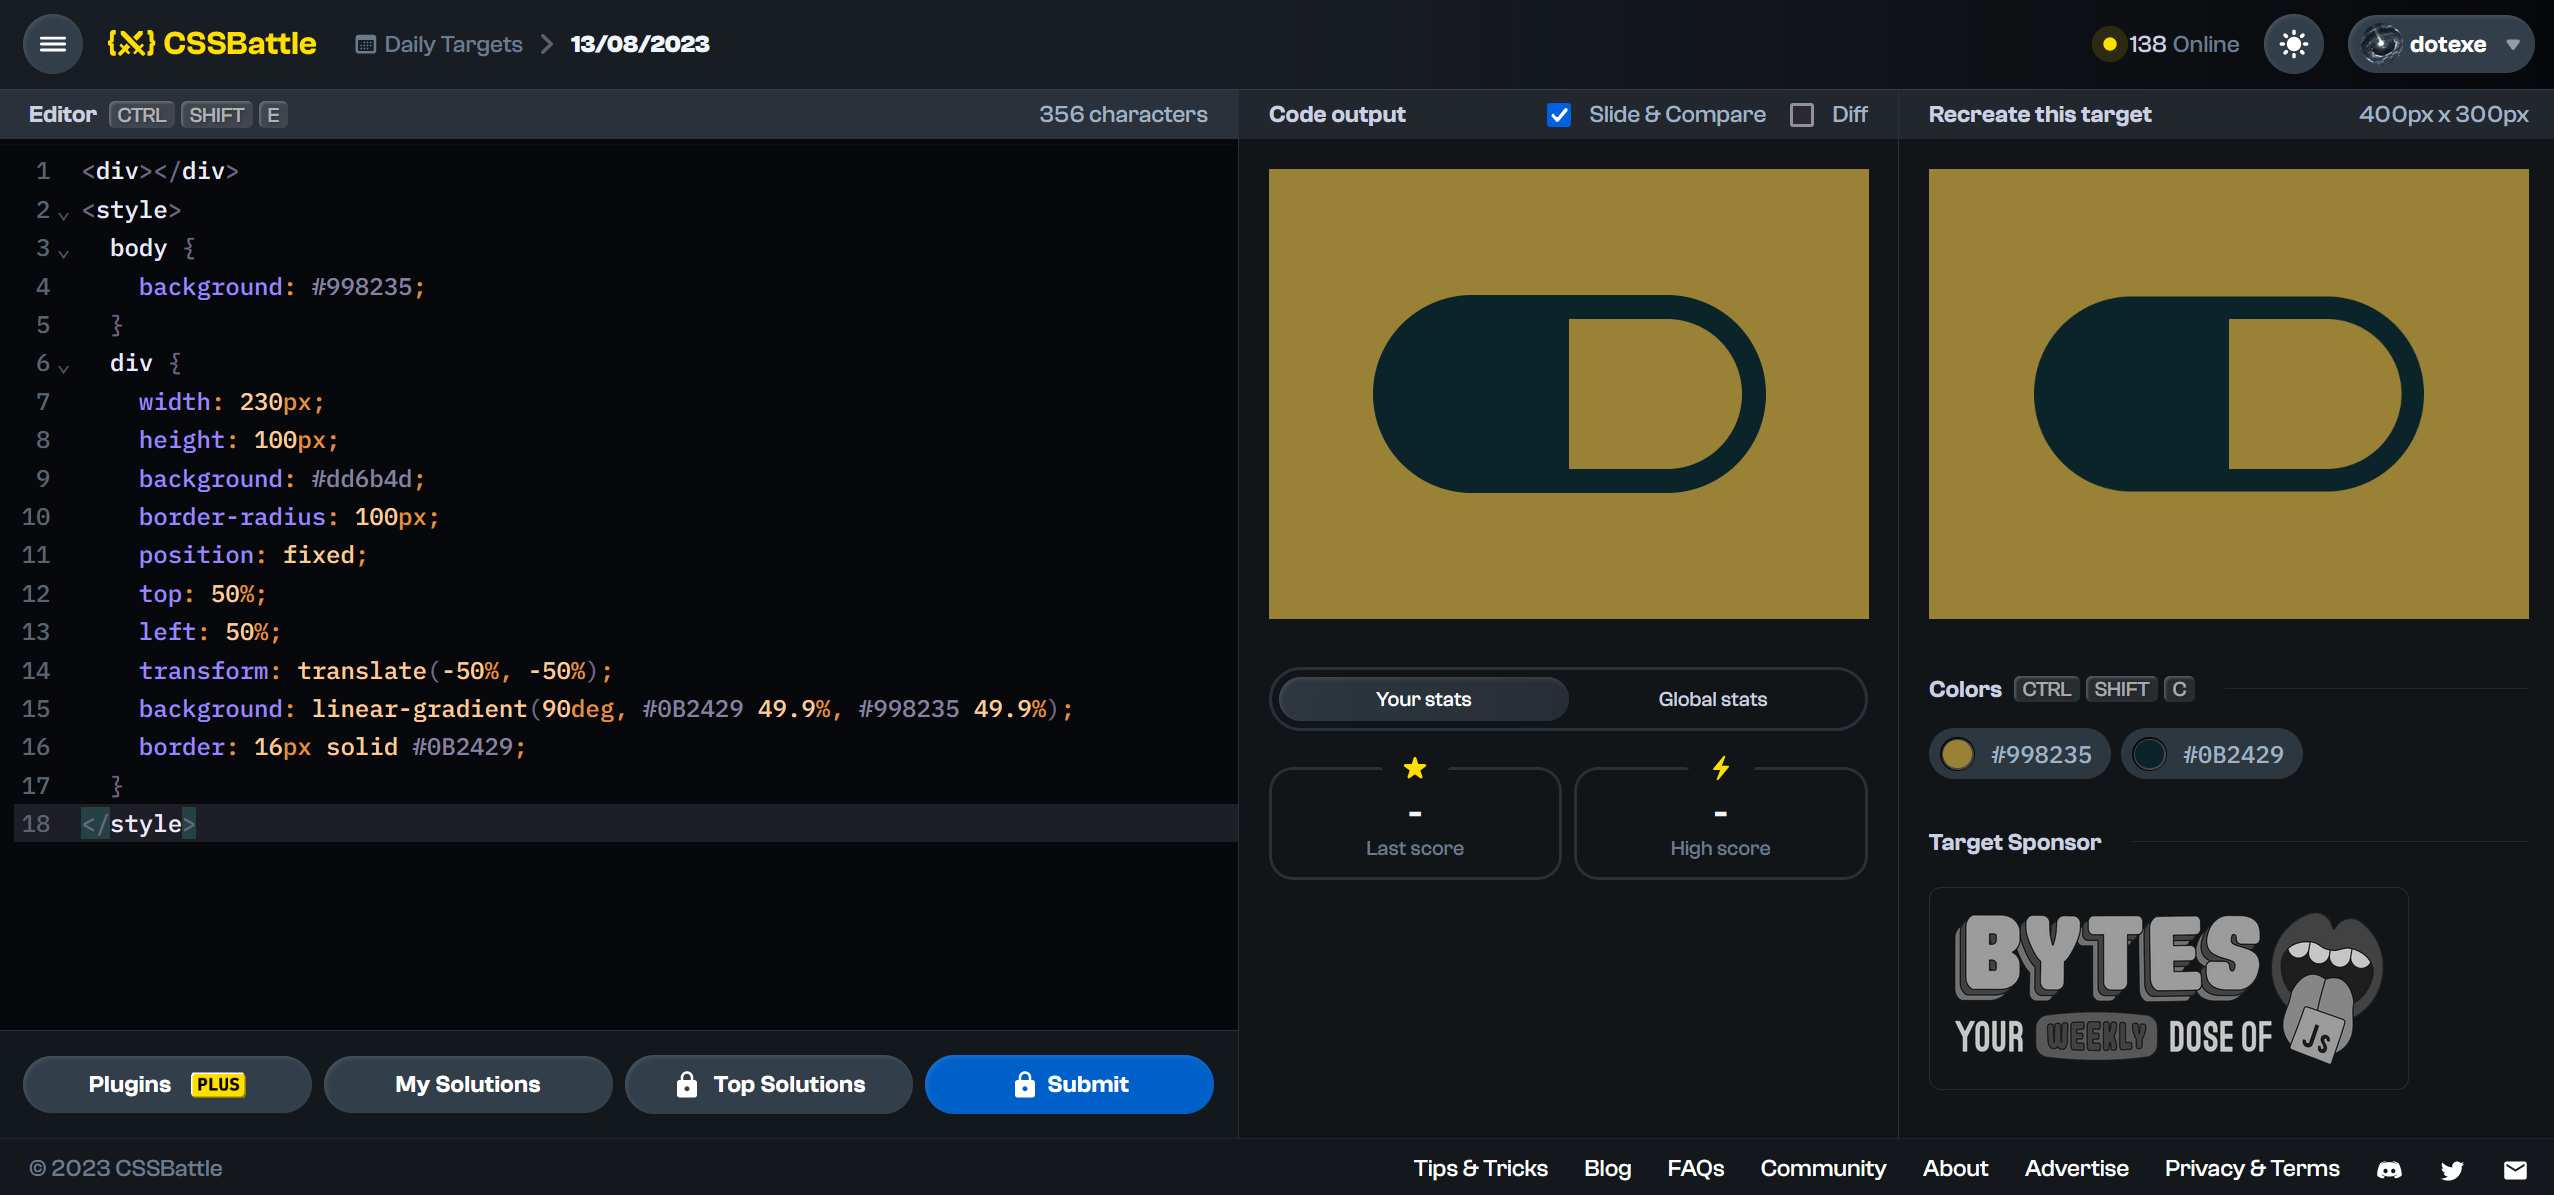 {X} CSSBattle
Daily Targets > 13/08/2023
138 Online
dotexe
Editor CTRL SHIFT E
356 characters
1 <div></div>
2 <style>
3 body {
4 background: #998235;
5 }
6 div {
7 width: 230px;
8 height: 100px;
9 background: #dd6b4d;
10 border-radius: 100px;
11 position: fixed;
12 top: 50%;
13 left: 50%;
14 transform: translate(-50%, -50%);
15 background: linear-gradient(90deg, #0B2429 49.9%, #998235 49.9%);
16 border: 16px solid #0B2429;
17 }
18 </style>
Plugins PLUS
My Solutions
Top Solutions
Submit
Code output
Slide & Compare
Diff
Your stats
Global stats
-
Last score
-
High score
Recreate this target
400px x 300px
Colors CTRL SHIFT C
#998235
#0B2429
Target Sponsor
BYTES
YOUR WEEKLY DOSE OF JS
© 2023 CSSBattle
Tips & Tricks
Blog
FAQs
Community
About
Advertise
Privacy & Terms